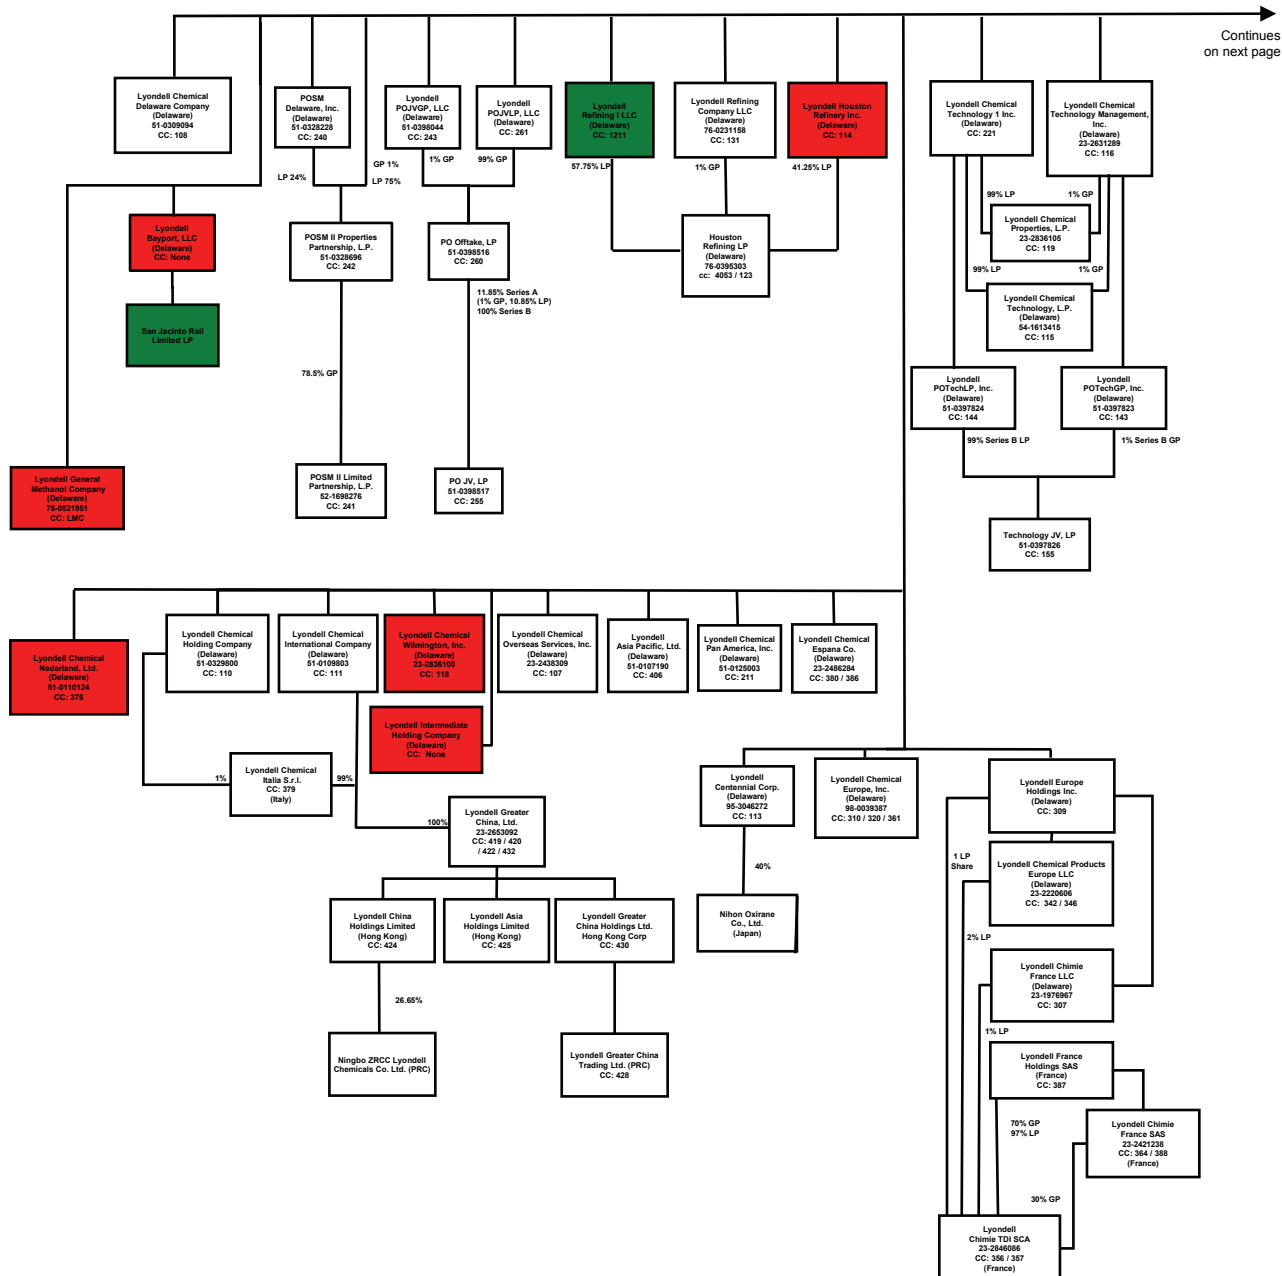 Continues
on next page
Lyondell Chemical
Delaware Company
(Delaware)
51-0309094
CC: 108
POSM
Delaware, Inc.
(Delaware)
51-0328228
CC: 240
Lyondell
POJVGP, LLC
(Delaware)
51-0398044
CC: 243
Lyondell
POJVLP, LLC
(Delaware)
CC: 261
Lyondell
Refining I LLC
(Delaware)
CC: 1211
Lyondell Refining
Company LLC
(Delaware)
76-0231158
CC: 131
Lyondell Houston
Refinery Inc.
(Delaware)
CC: 114
Lyondell Chemical
Technology 1 Inc.
(Delaware)
CC: 221
Lyondell Chemical
Technology Management,
Inc.
(Delaware)
23-2631289
CC: 116
LP 24%
GP 1%
LP 75%
1% GP
99% GP
57.75% LP
1% GP
41.25% LP
99% LP
1% GP
Lyondell
Bayport, LLC
(Delaware)
CC: None
POSM II Properties
Partnership, L.P.
51-0328696
CC: 242
PO Offtake, LP
51-0398516
CC: 260
Houston
Refining LP
(Delaware)
76-0395303
cc: 4053 / 123
Lyondell Chemical
Properties, L.P.
23-2836105
CC: 119
99% LP
1% GP
San Jacinto Rail
Limited LP
11.85% Series A
(1% GP, 10.85% LP)
100% Series B
Lyondell Chemical
Technology, L.P.
(Delaware)
54-1613415
CC: 115
78.5% GP
Lyondell
POTechLP, Inc.
(Delaware)
51-0397824
CC: 144
Lyondell
POTechGP, Inc.
(Delaware)
51-0397823
CC: 143
99% Series B LP
1% Series B GP
Lyondell General
Methanol Company
(Delaware)
76-0521951
CC: LMC
POSM II Limited
Partnership, L.P.
52-1698276
CC: 241
PO JV, LP
51-0398517
CC: 255
Technology JV, LP
51-0397826
CC: 155
Lyondell Chemical
Nederland, Ltd.
(Delaware)
51-0110124
CC: 376
Lyondell Chemical
Holding Company
(Delaware)
51-0329800
CC: 110
Lyondell Chemical
International Company
(Delaware)
51-0109803
CC: 111
Lyondell Chemical
Wilmington, Inc.
(Delaware)
23-2836100
CC: 118
Lyondell Chemical
Overseas Services, Inc.
(Delaware)
23-2438309
CC: 107
Lyondell
Asia Pacific, Ltd.
(Delaware)
51-0107190
CC: 406
Lyondell Chemical
Pan America, Inc.
(Delaware)
51-0125003
CC: 211
Lyondell Chemical
Espana Co.
(Delaware)
23-2486284
CC: 380 / 386
Lyondell Intermediate
Holding Company
(Delaware)
CC: None
1%
Lyondell Chemical
Italia S.r.l.
CC: 379
(Italy)
99%
Lyondell
Centennial Corp.
(Delaware)
95-3046272
CC: 113
Lyondell Chemical
Europe, Inc.
(Delaware)
98-0039387
CC: 310 / 320 / 361
Lyondell Europe
Holdings Inc.
(Delaware)
CC: 309
100%
Lyondell Greater
China, Ltd.
23-2653092
CC: 419 / 420
/ 422 / 432
40%
1 LP
Share
Lyondell Chemical Products
Europe LLC
(Delaware)
23-2220606
CC: 342 / 346
Lyondell China
Holdings Limited
(Hong Kong)
CC: 424
Lyondell Asia
Holdings Limited
(Hong Kong)
CC: 425
Lyondell Greater
China Holdings Ltd.
Hong Kong Corp
CC: 430
Nihon Oxirane
Co., Ltd.
(Japan)
2% LP
Lyondell Chimie
France LLC
(Delaware)
23-1976967
CC: 307
26.65%
1% LP
Ningbo ZRCC Lyondell
Chemicals Co. Ltd. (PRC)
Lyondell Greater China
Trading Ltd. (PRC)
CC: 428
Lyondell France
Holdings SAS
(France)
CC: 387
70% GP
97% LP
Lyondell Chimie
France SAS
23-2421238
CC: 364 / 388
(France)
30% GP
Lyondell
Chimie TDI SCA
23-2846086
CC: 356 / 357
(France)